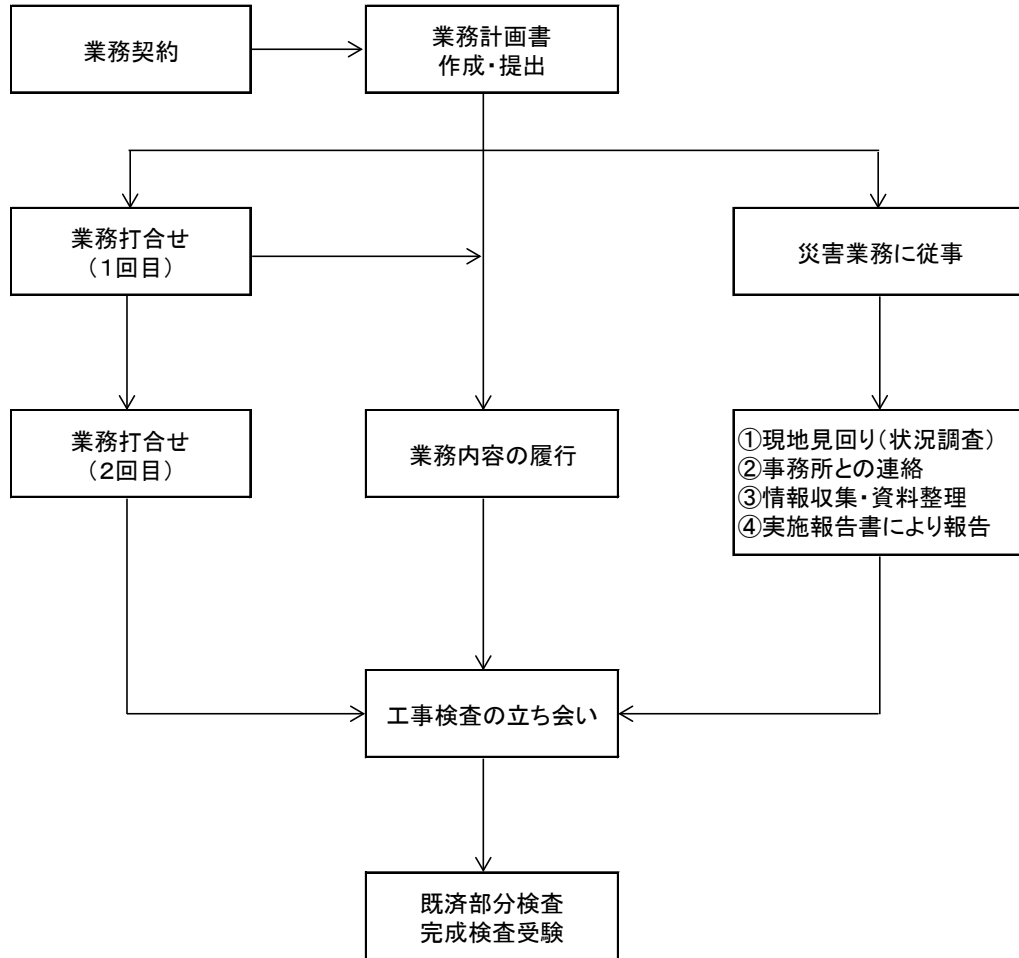 業務契約
業務計画書
作成・提出
業務打合せ
（１回目）
災害業務に従事
業務打合せ
（２回目）
業務内容の履行
①現地見回り（状況調査）
②事務所との連絡
③情報収集・資料整理
④実施報告書により報告
工事検査の立ち会い
既済部分検査
完成検査受験